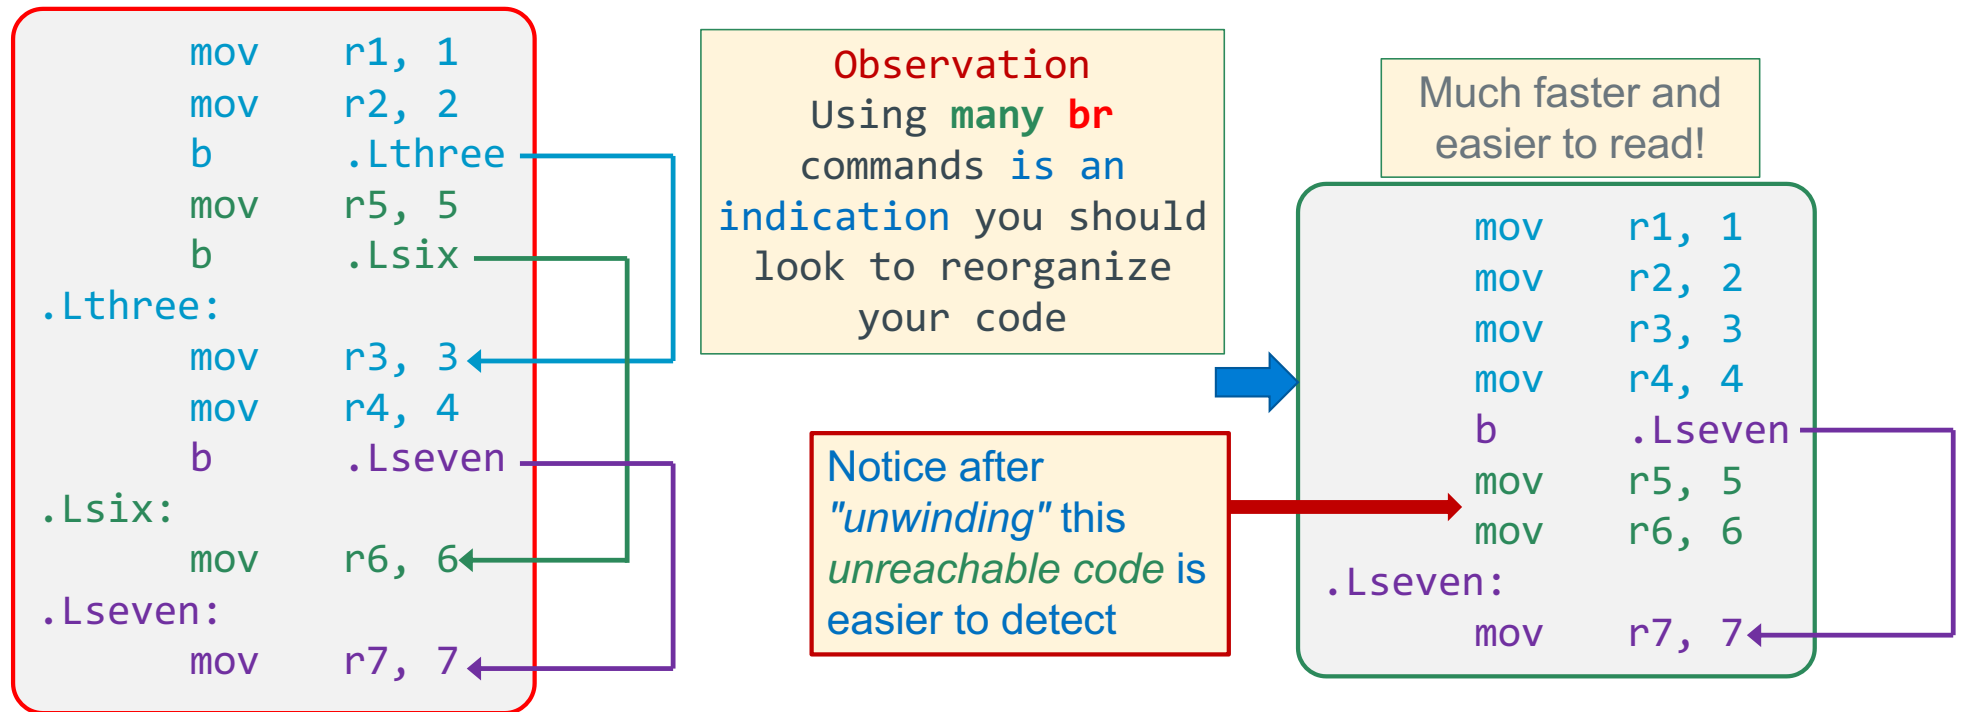 mov r1, 1
mov r2, 2
b .Lthree
mov r5, 5
b .Lsix
.Lthree:
mov r3, 3
mov r4, 4
b .Lseven
.Lsix:
mov r6, 6
.Lseven:
mov r7, 7
Observation
Using many br
commands is an
indication you should
look to reorganize
your code
Notice after
"unwinding" this
unreachable code is
easier to detect
Much faster and
easier to read!
mov r1, 1
mov r2, 2
mov r3, 3
mov r4, 4
b .Lseven
mov r5, 5
mov r6, 6
.Lseven:
mov r7, 7